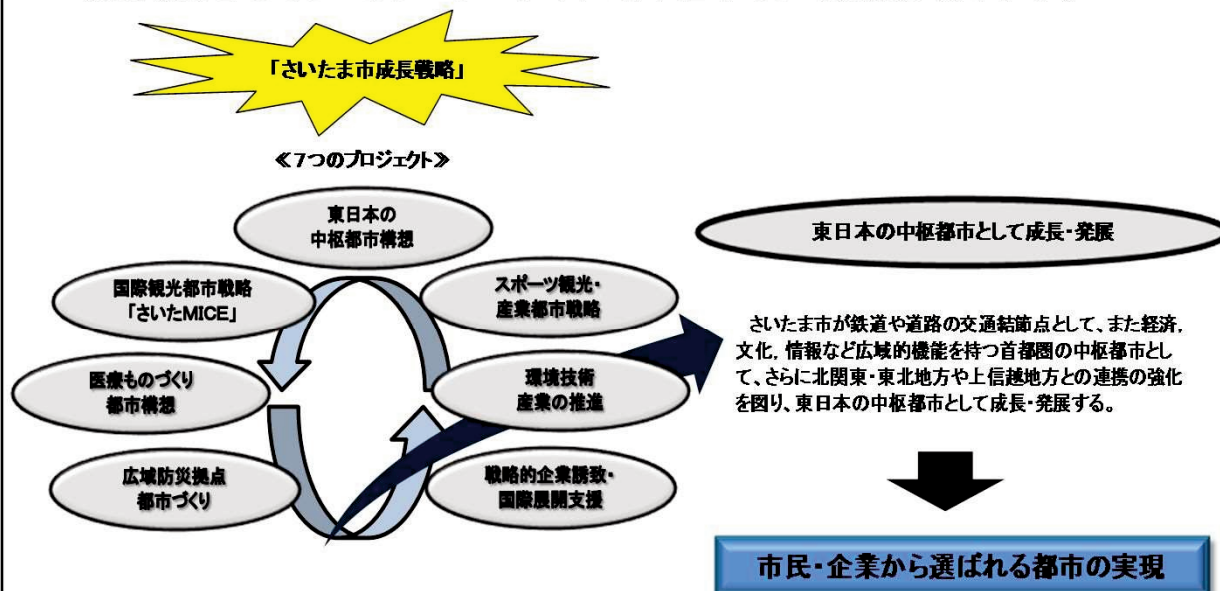 「さいたま市成長戦略」
≪7つのプロジェクト≫
東日本の
中枢都市構想
国際観光都市戦略
「さいたMICE」
スポーツ観光・
産業都市戦略
医療ものづくり
都市構想
環境技術
産業の推進
広域防災拠点
都市づくり
戦略的企業誘致・
国際展開支援
東日本の中枢都市として成長・発展
さいたま市が鉄道や道路の交通結節点として、また経済,
文化, 情報など広域的機能を持つ首都圏の中枢都市とし
て、さらに北関東・東北地方や上信越地方との連携の強化
を図り、東日本の中枢都市として成長・発展する。
市民・企業から選ばれる都市の実現